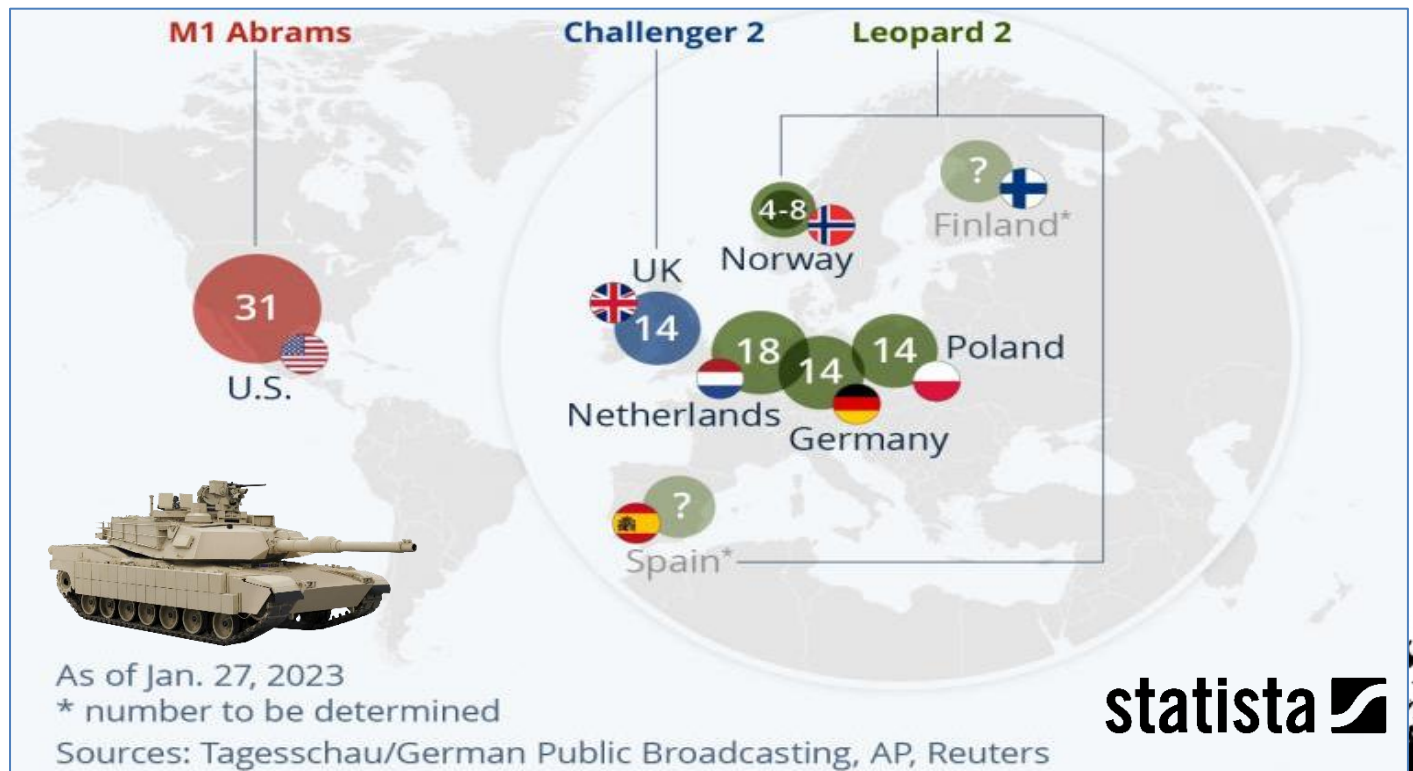 M1 Abrams Challenger 2 Leopard 2
?
4-8 Finland*
Norway
UK
31 14
18 14 Poland
14
U.S.
Netherlands
Germany
?
Spain*
As of Jan. 27, 2023
* number to be determined
statista
Sources: Tagesschau/German Public Broadcasting, AP, Reuters